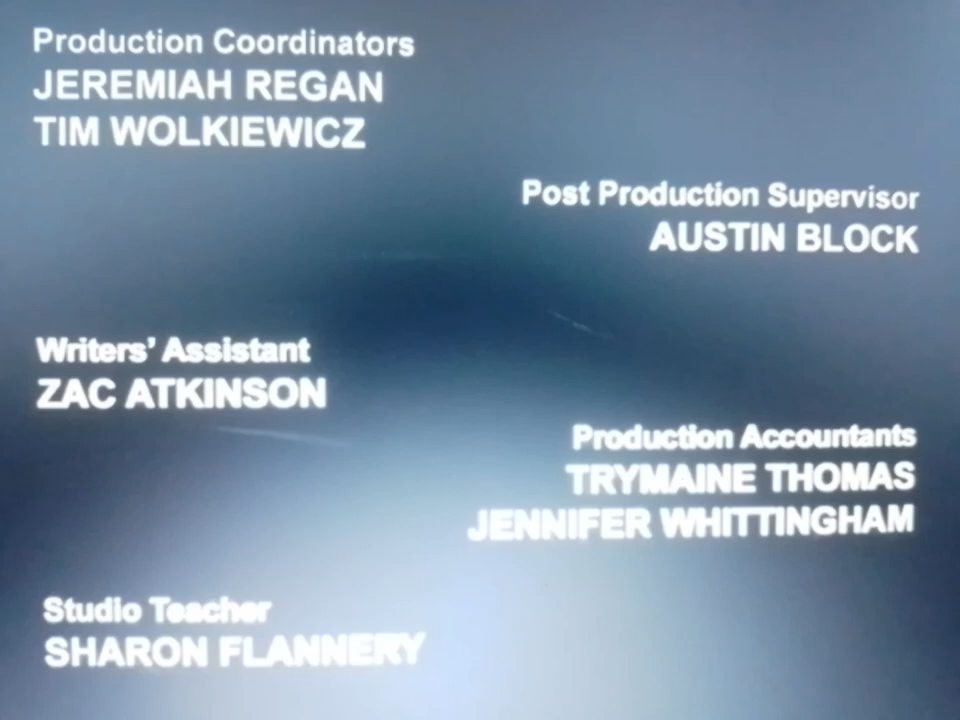 Production Coordinators
JEREMIAH REGAN
TIM WOLKIEWICZ
Post Production Supervisor
AUSTIN BLOCK
Writers' Assistant
ZAC ATKINSON
Production Accountants
TRYMAINE THOMAS
JENNIFER WHITTINGHAM
Studio Teacher
SHARON FLANNERY